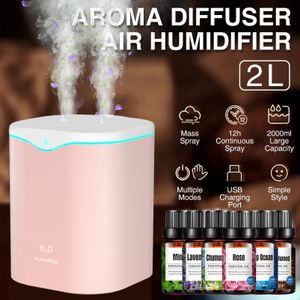 AROMA DIFFUSER
AIR HUMIDIFIER
2L
Mass
Spray
12h
Continuous
Spray
2000ml
Large
Capacity
Multiple
Modes
USB
Charging
Port
Simple
Style
h₂0
Humidifier
Rose